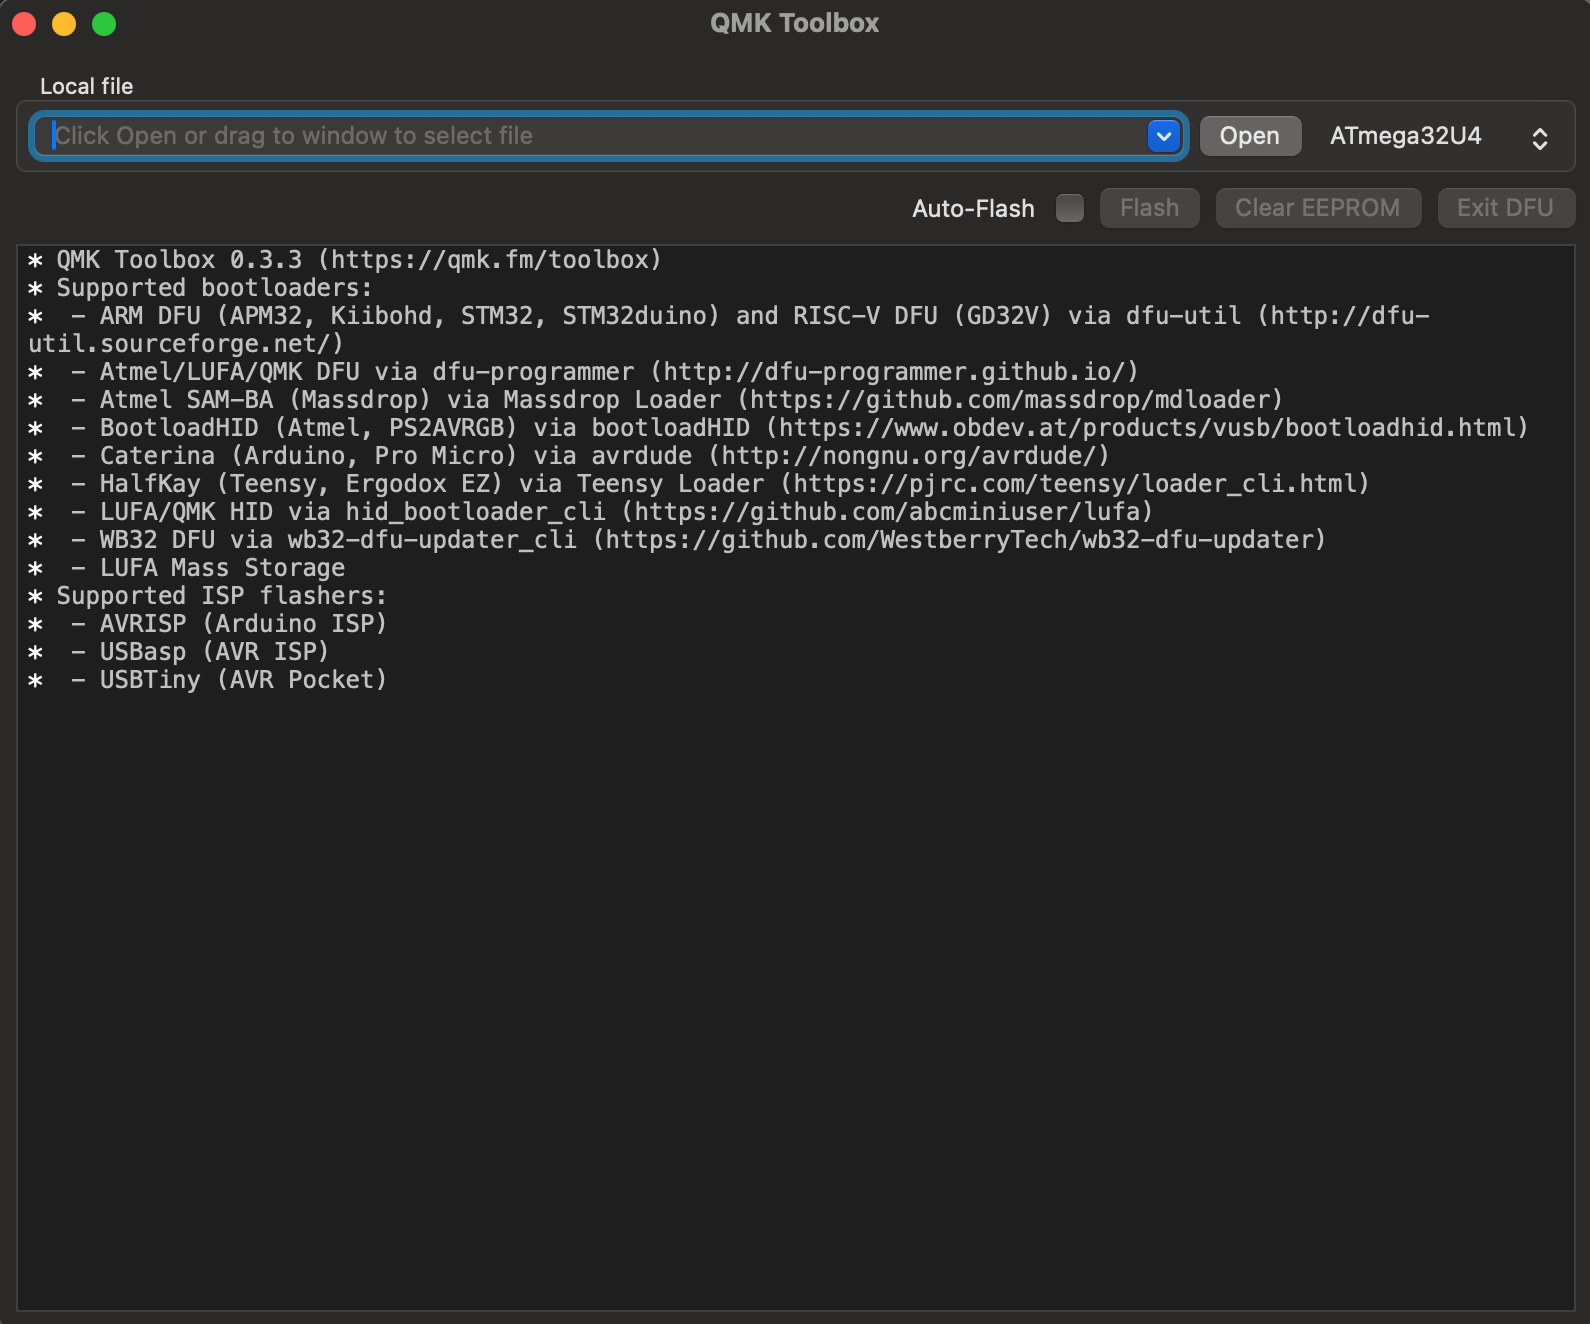 QMK Toolbox
Local file
Click Open or drag to window to select file
Open
ATmega32U4
Auto-Flash
Flash
Clear EEPROM
Exit DFU
* QMK Toolbox 0.3.3 (https://qmk.fm/toolbox)
* Supported bootloaders:
*  - ARM DFU (APM32, Kiibohd, STM32, STM32duino) and RISC-V DFU (GD32V) via dfu-util (http://dfu-
util.sourceforge.net/)
*  - Atmel/LUFA/QMK DFU via dfu-programmer (http://dfu-programmer.github.io/)
*  - Atmel SAM-BA (Massdrop) via Massdrop Loader (https://github.com/massdrop/mdloader)
*  - BootloadHID (Atmel, PS2AVRGB) via bootloadHID (https://www.obdev.at/products/vusb/bootloadhid.html)
*  - Caterina (Arduino, Pro Micro) via avrdude (http://nongnu.org/avrdude/)
*  - HalfKay (Teensy, Ergodox EZ) via Teensy Loader (https://pjrc.com/teensy/loader_cli.html)
*  - LUFA/QMK HID via hid_bootloader_cli (https://github.com/abcminiuser/lufa)
*  - WB32 DFU via wb32-dfu-updater_cli (https://github.com/WestberryTech/wb32-dfu-updater)
*  - LUFA Mass Storage
* Supported ISP flashers:
*  - AVRISP (Arduino ISP)
*  - USBasp (AVR ISP)
*  - USBTiny (AVR Pocket)